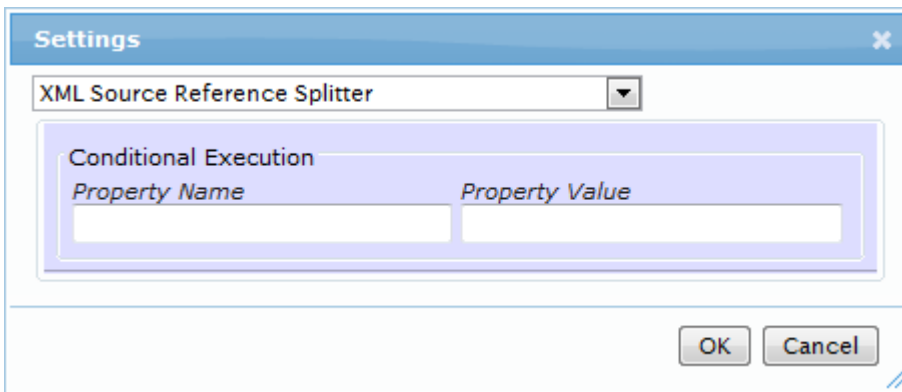 Settings
XML Source Reference Splitter
Conditional Execution
Property Name Property Value
OK Cancel